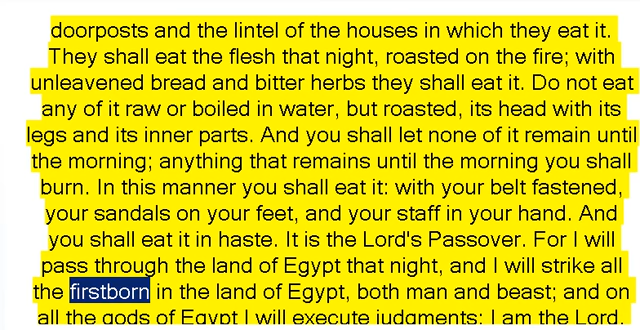 doorposts and the lintel of the houses in which they eat it.
They shall eat the flesh that night, roasted on the fire; with
unleavened bread and bitter herbs they shall eat it. Do not eat
any of it raw or boiled in water, but roasted, its head with its
legs and its inner parts. And you shall let none of it remain until
the morning; anything that remains until the morning you shall
burn. In this manner you shall eat it: with your belt fastened,
your sandals on your feet, and your staff in your hand. And
you shall eat it in haste. It is the Lord's Passover. For I will
pass through the land of Egypt that night, and I will strike all
the firstborn in the land of Egypt, both man and beast; and on
all the gods of Egypt I will execute judgments: I am the Lord.